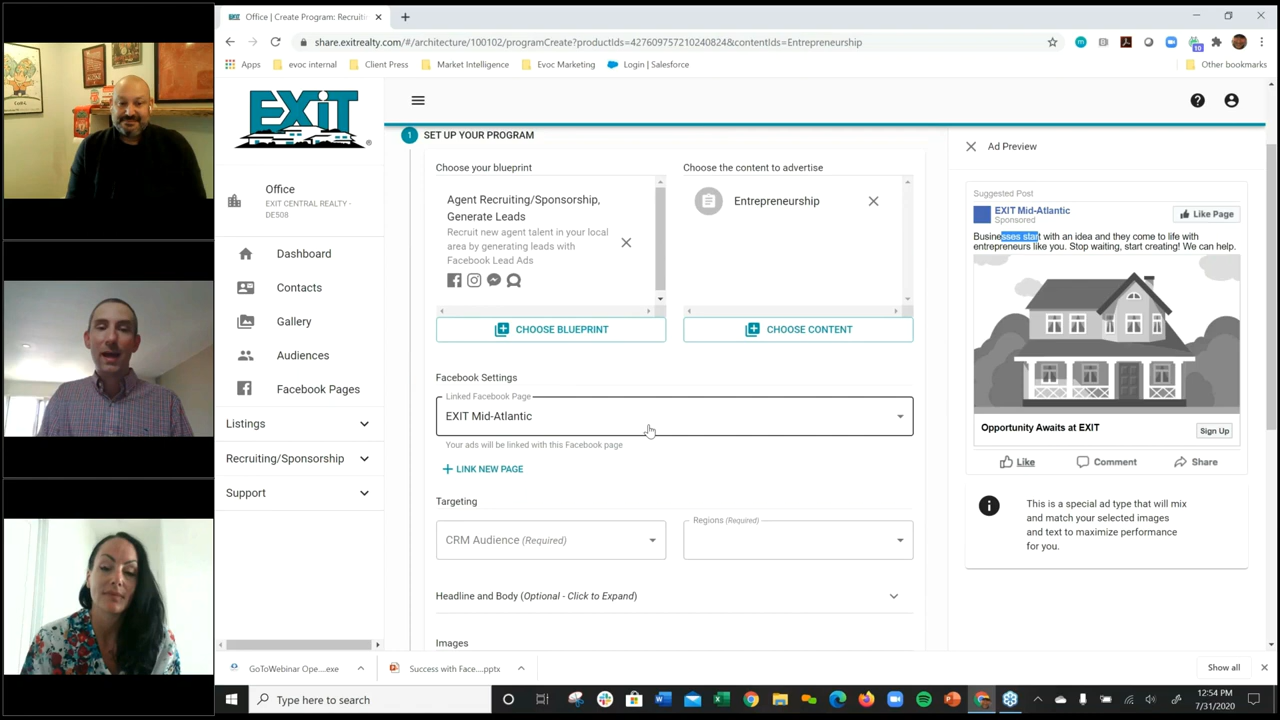 Office | Create Program: Recruitin
share.exitrealty.com/#/architecture/100102/programCreate?productIds=427609757210240824&contentIds=Entrepreneurship
10
Apps
evoc internal
Client Press
Market Intelligence
Evoc Marketing
Login | Salesforce
Other bookmarks
EXIT
®
Office
EXIT CENTRAL REALTY -
DE508
Dashboard
Contacts
Gallery
Audiences
Facebook Pages
Listings
Recruiting/Sponsorship
Support
1 SET UP YOUR PROGRAM
Choose your blueprint
Agent Recruiting/Sponsorship,
Generate Leads
Recruit new agent talent in your local
area by generating leads with
Facebook Lead Ads
CHOOSE BLUEPRINT
Choose the content to advertise
Entrepreneurship
CHOOSE CONTENT
Facebook Settings
Linked Facebook Page
EXIT Mid-Atlantic
Your ads will be linked with this Facebook page
+ LINK NEW PAGE
Targeting
CRM Audience (Required)
Regions (Required)
Headline and Body (Optional - Click to Expand)
Images
Ad Preview
Suggested Post
EXIT Mid-Atlantic
Sponsored
Like Page
Businesses start with an idea and they come to life with
entrepreneurs like you. Stop waiting, start creating! We can help.
Opportunity Awaits at EXIT
Sign Up
Like
Comment
Share
This is a special ad type that will mix
and match your selected images
and text to maximize performance
for you.
GoToWebinar Ope....exe
Success with Face....pptx
Show all
Type here to search
12:54 PM
7/31/2020